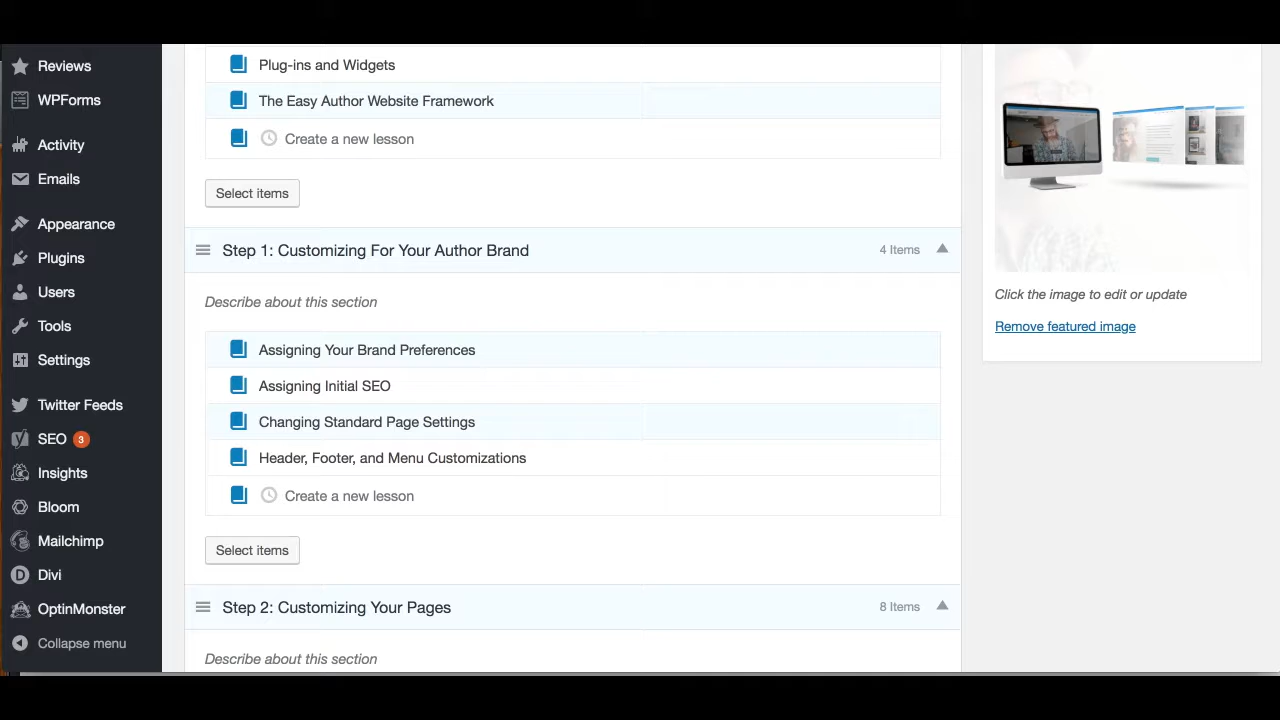 Reviews
WPForms
Activity
Emails
Appearance
Plugins
Users
Tools
Settings
Twitter Feeds
SEO 3
Insights
Bloom
Mailchimp
Divi
OptinMonster
Collapse menu
Plug-ins and Widgets
The Easy Author Website Framework
Create a new lesson
Select items
Step 1: Customizing For Your Author Brand 4 Items
Describe about this section
Assigning Your Brand Preferences
Assigning Initial SEO
Changing Standard Page Settings
Header, Footer, and Menu Customizations
Create a new lesson
Select items
Step 2: Customizing Your Pages 8 Items
Describe about this section
Click the image to edit or update
Remove featured image